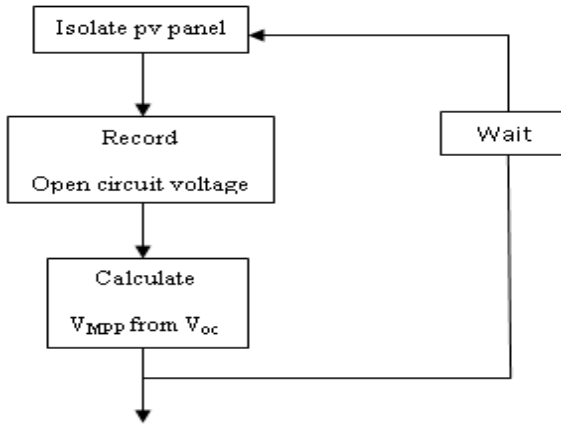 Isolate pv panel
Record
Open circuit voltage
Calculate
VMPP from Voc
Wait